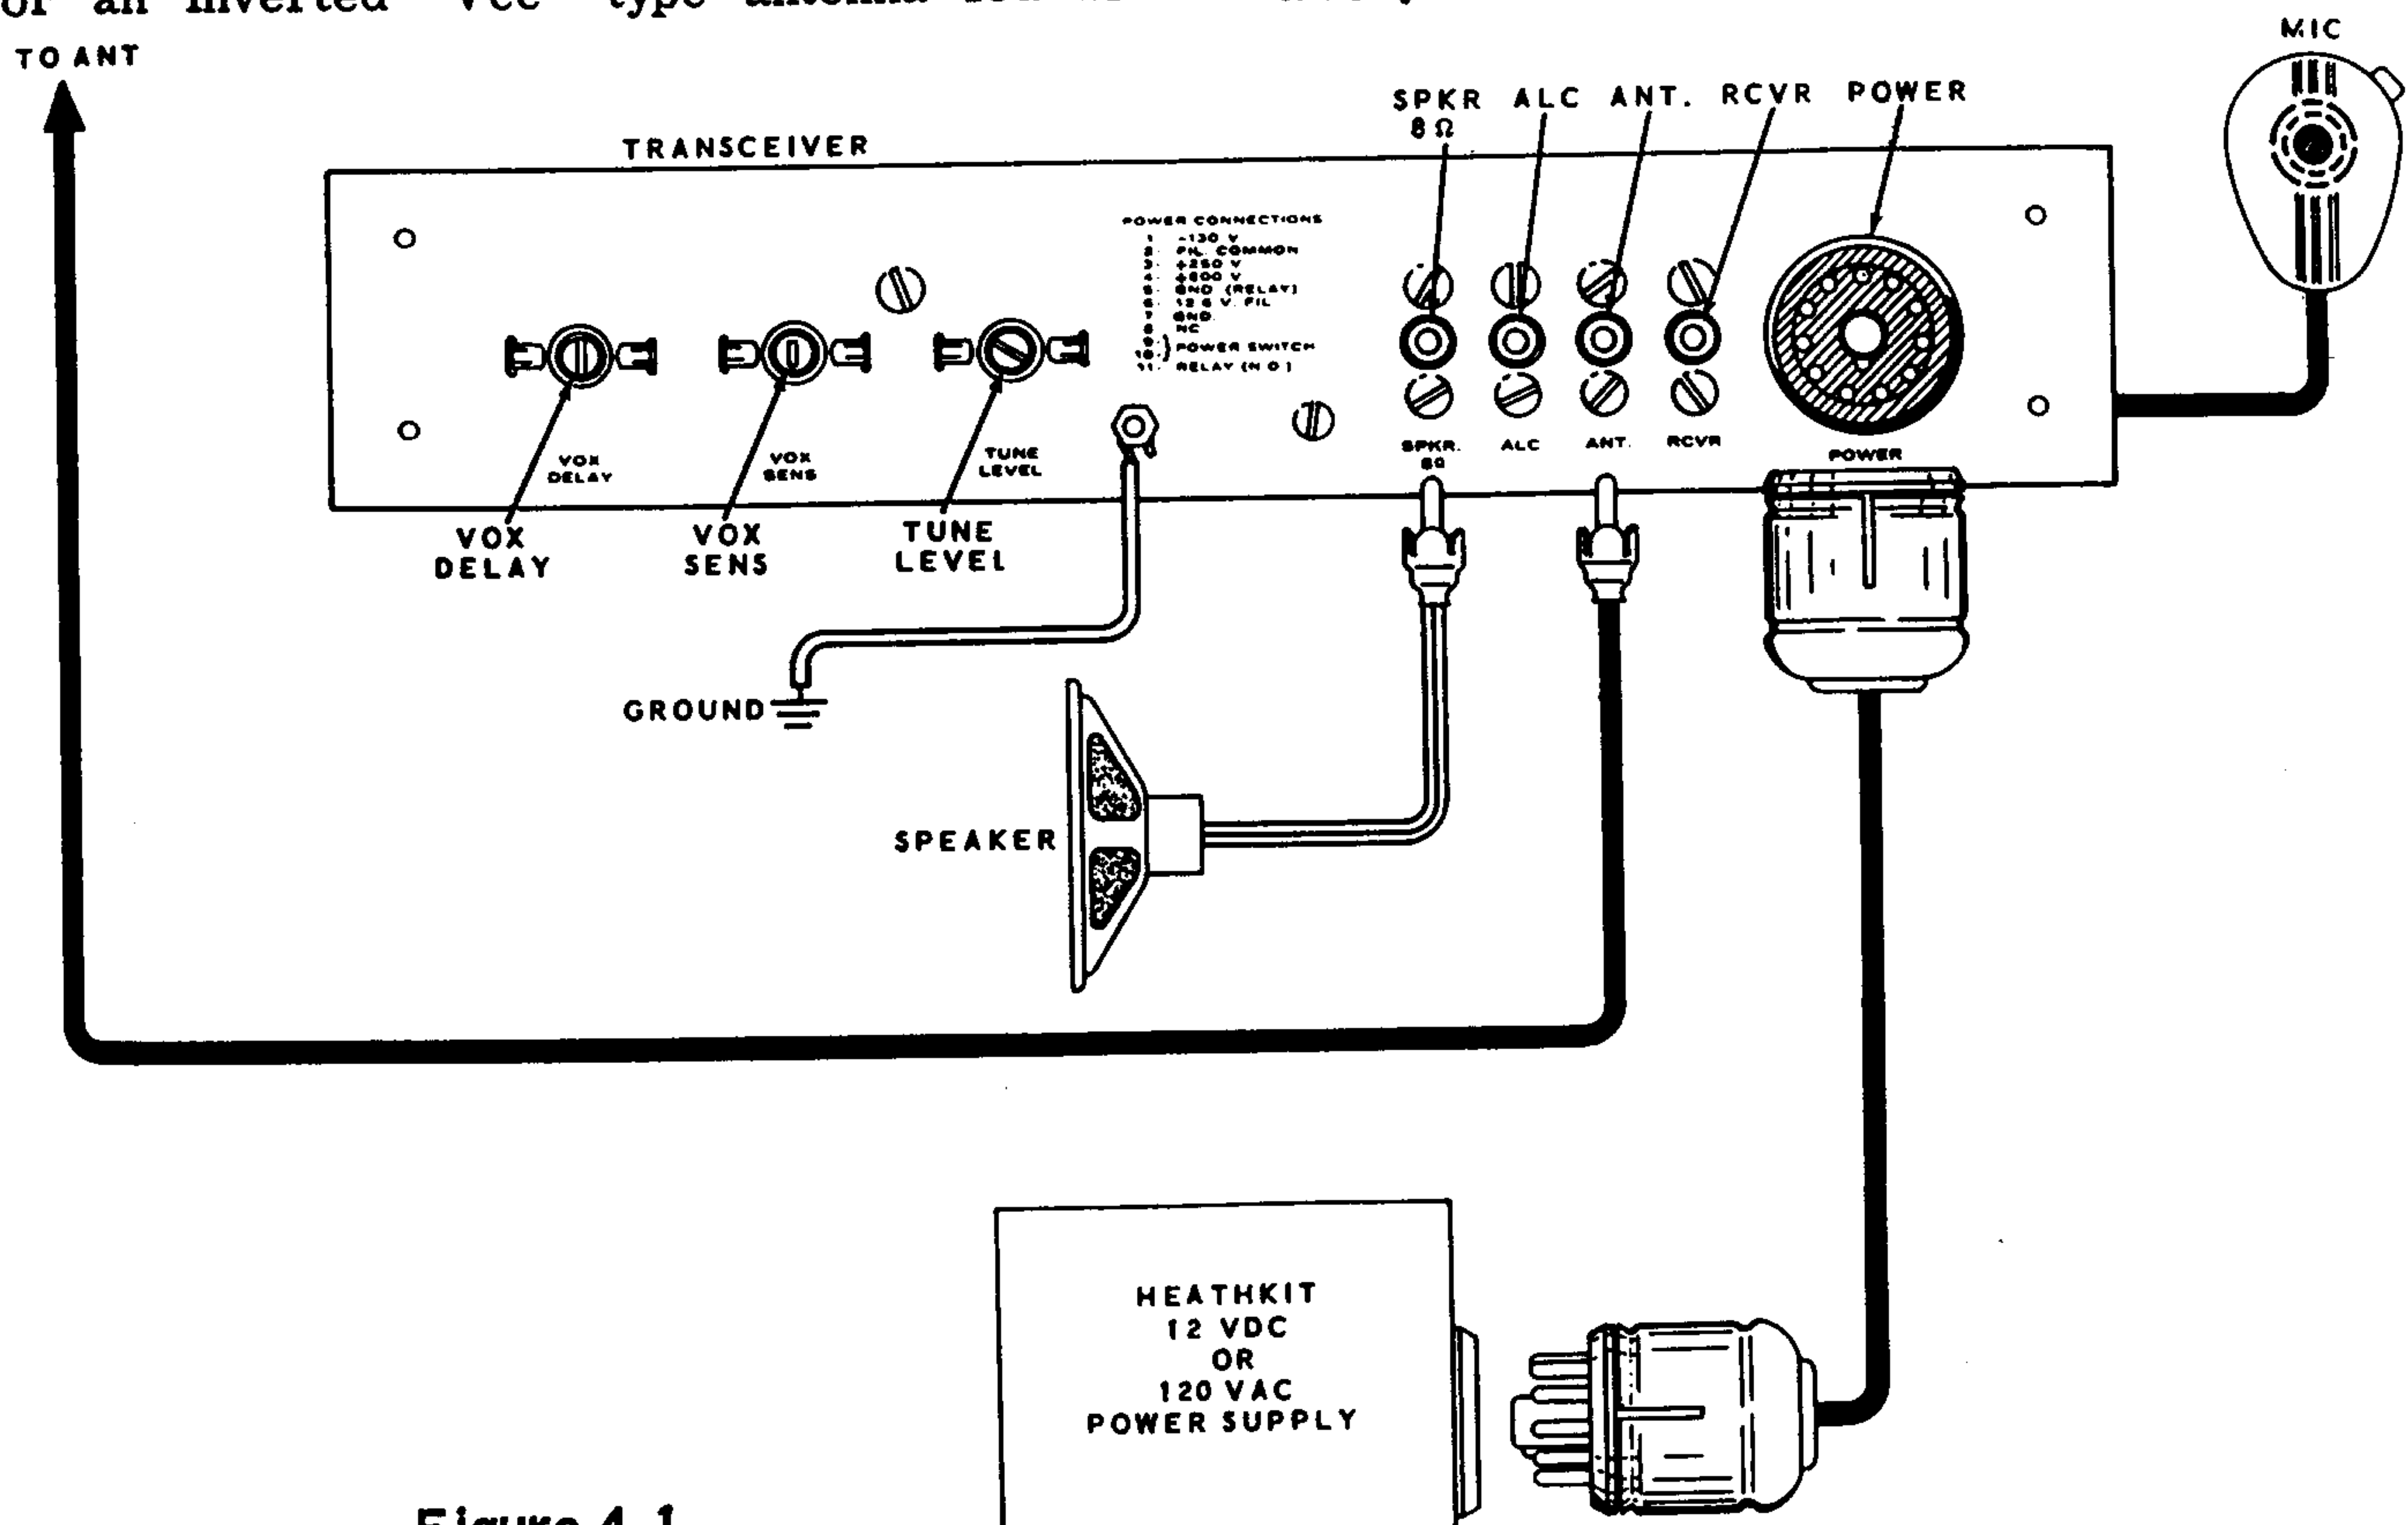 or an inverted "Vee" type antenna
TO ANT
MIC
SPKR ALC ANT. RCVR POWER
8 Ω
TRANSCEIVER
POWER CONNECTIONS
1. -130 V
2. FIL. COMMON
3. +250 V
4. +800 V
5. GND (RELAY)
6. 12.6 V. FIL
7. GND.
8. NC
9. } POWER SWITCH
10.
11. RELAY (N O)
VOX
DELAY
VOX
SENS
TUNE
LEVEL
SPKR.
8Ω
ALC
ANT.
RCVR
POWER
VOX
DELAY
VOX
SENS
TUNE
LEVEL
GROUND
SPEAKER
HEATHKIT
12 VDC
OR
120 VAC
POWER SUPPLY
Figure 4-1